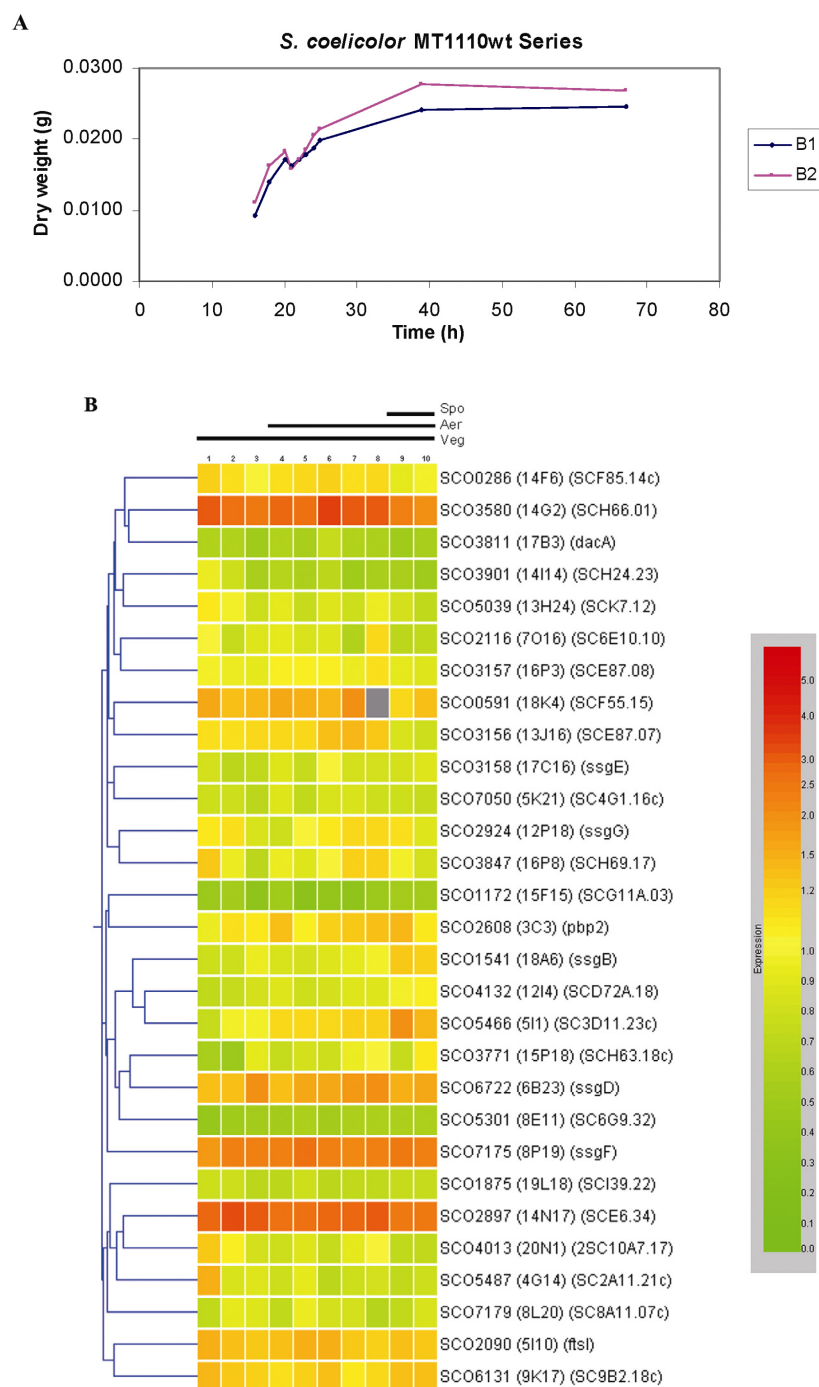 A
S. coelicolor MT1110wt Series
0.0300
0.0200
0.0100
0.0000
Dry weight (g)
0 10 20 30 40 50 60 70 80
Time (h)
B1
B2
B
Spo
Aer
Veg
1 2 3 4 5 6 7 8 9 10
SCO0286 (14F6) (SCF85.14c)
SCO3580 (14G2) (SCH66.01)
SCO3811 (17B3) (dacA)
SCO3901 (14I14) (SCH24.23)
SCO5039 (13H24) (SCK7.12)
SCO2116 (7O16) (SC6E10.10)
SCO3157 (16P3) (SCE87.08)
SCO0591 (18K4) (SCF55.15)
SCO3156 (13J16) (SCE87.07)
SCO3158 (17C16) (ssgE)
SCO7050 (5K21) (SC4G1.16c)
SCO2924 (12P18) (ssgG)
SCO3847 (16P8) (SCH69.17)
SCO1172 (15F15) (SCG11A.03)
SCO2608 (3C3) (pbp2)
SCO1541 (18A6) (ssgB)
SCO4132 (12I4) (SCD72A.18)
SCO5466 (5I1) (SC3D11.23c)
SCO3771 (15P18) (SCH63.18c)
SCO6722 (6B23) (ssgD)
SCO5301 (8E11) (SC6G9.32)
SCO7175 (8P19) (ssgF)
SCO1875 (19L18) (SCI39.22)
SCO2897 (14N17) (SCE6.34)
SCO4013 (20N1) (2SC10A7.17)
SCO5487 (4G14) (SC2A11.21c)
SCO7179 (8L20) (SC8A11.07c)
SCO2090 (5I10) (ftsI)
SCO6131 (9K17) (SC9B2.18c)
Expression
5.0
4.0
3.0
2.5
2.0
1.5
1.2
1.0
0.9
0.8
0.7
0.6
0.5
0.4
0.3
0.2
0.1
0.0